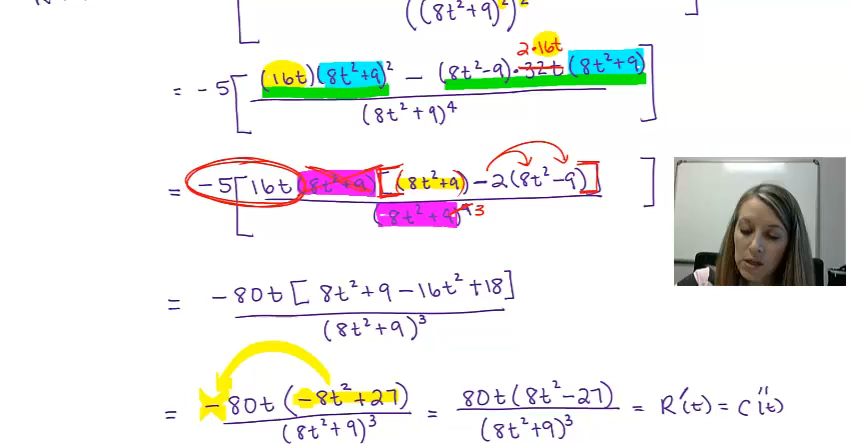 ((8t²+9)²)²
2·16t
= -5[ (16t)(8t²+9)² - (8t²-9)·32t(8t²+9) ]
(8t²+9)⁴
= -5[ 16t(8t²+9)[(8t²+9) - 2(8t²-9)] ]
(8t²+9)⁴ 3
= -80t[8t²+9-16t²+18]
(8t²+9)³
= -80t(-8t²+27) = 80t(8t²-27) = R'(t) = C''(t)
(8t²+9)³ (8t²+9)³